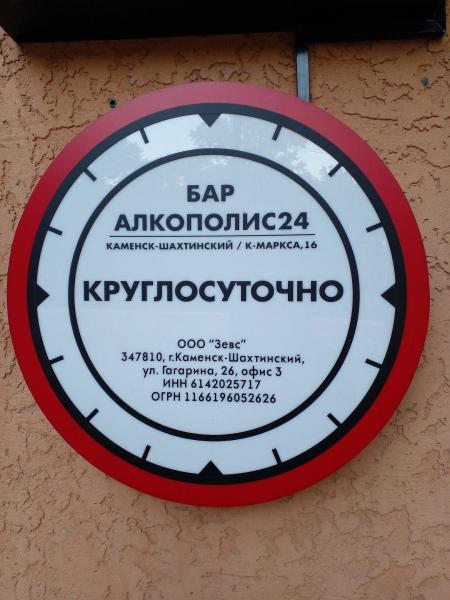 БАР
АЛКОПОЛИС24
КАМЕНСК-ШАХТИНСКИЙ / К-МАРКСА,16
КРУГЛОСУТОЧНО
ООО "Зевс"
347810, г.Каменск-Шахтинский,
ул. Гагарина, 26, офис 3
ИНН 6142025717
ОГРН 1166196052626